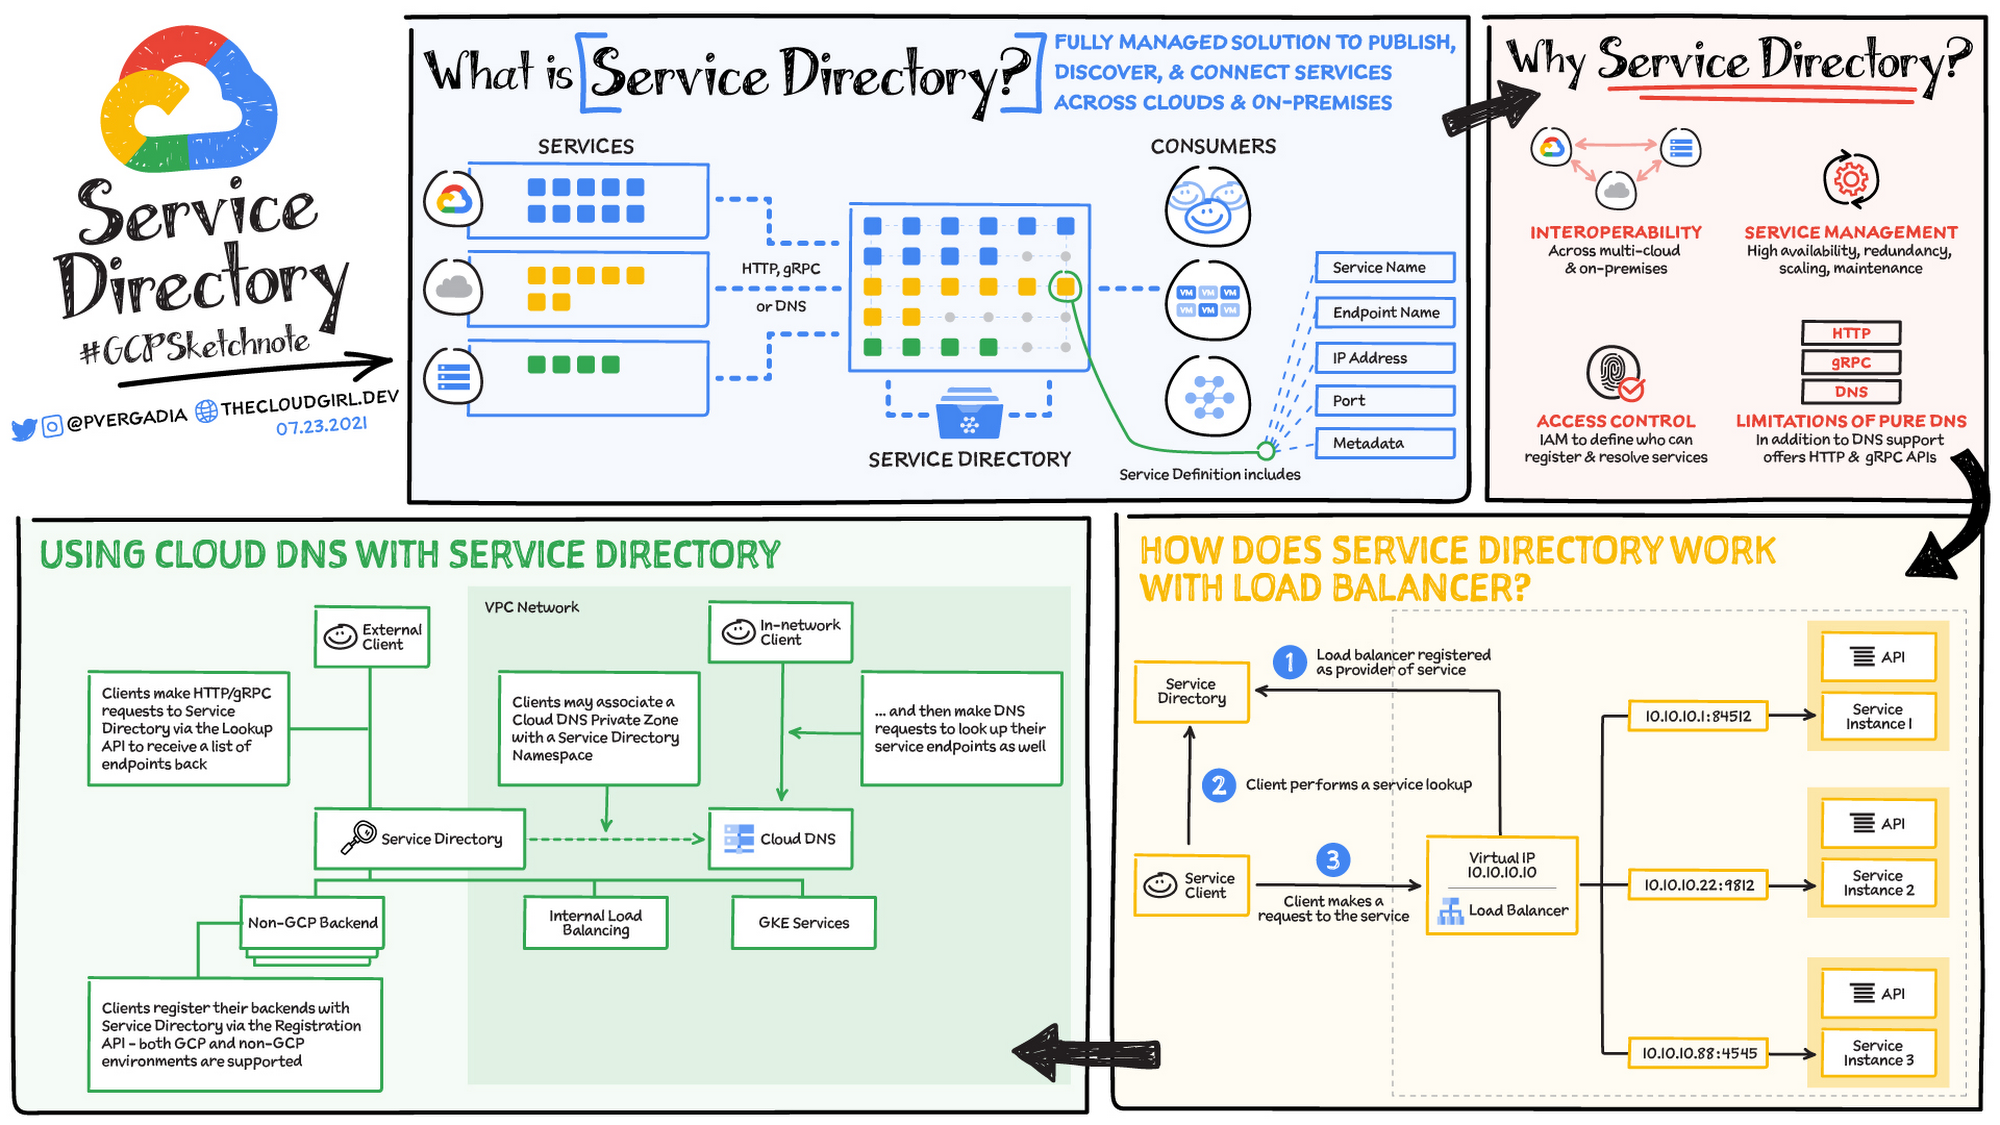 Service
Directory
#GCPSketchnote
@PVERGADIA THECLOUDGIRL.DEV
07.23.2021
What is Service Directory?
FULLY MANAGED SOLUTION TO PUBLISH,
DISCOVER, & CONNECT SERVICES
ACROSS CLOUDS & ON-PREMISES
SERVICES
HTTP, gRPC
or DNS
SERVICE DIRECTORY
CONSUMERS
VM VM VM
VM VM VM
Service Name
Endpoint Name
IP Address
Port
Metadata
Service Definition includes
Why Service Directory?
INTEROPERABILITY
Across multi-cloud
& on-premises
SERVICE MANAGEMENT
High availability, redundancy,
scaling, maintenance
ACCESS CONTROL
IAM to define who can
register & resolve services
HTTP
gRPC
DNS
LIMITATIONS OF PURE DNS
In addition to DNS support
offers HTTP & gRPC APIs
HOW DOES SERVICE DIRECTORY WORK
WITH LOAD BALANCER?
Service
Directory
1 Load balancer registered
as provider of service
2 Client performs a service lookup
Service
Client
3
Client makes a
request to the service
Virtual IP
10.10.10.10
Load Balancer
10.10.10.1:84512
API
Service
Instance 1
10.10.10.22:9812
API
Service
Instance 2
10.10.10.88:4545
API
Service
Instance 3
USING CLOUD DNS WITH SERVICE DIRECTORY
External
Client
Clients make HTTP/gRPC
requests to Service
Directory via the Lookup
API to receive a list of
endpoints back
VPC Network
In-network
Client
Clients may associate a
Cloud DNS Private Zone
with a Service Directory
Namespace
... and then make DNS
requests to look up their
service endpoints as well
Service Directory
Cloud DNS
Non-GCP Backend
Internal Load
Balancing
GKE Services
Clients register their backends with
Service Directory via the Registration
API - both GCP and non-GCP
environments are supported